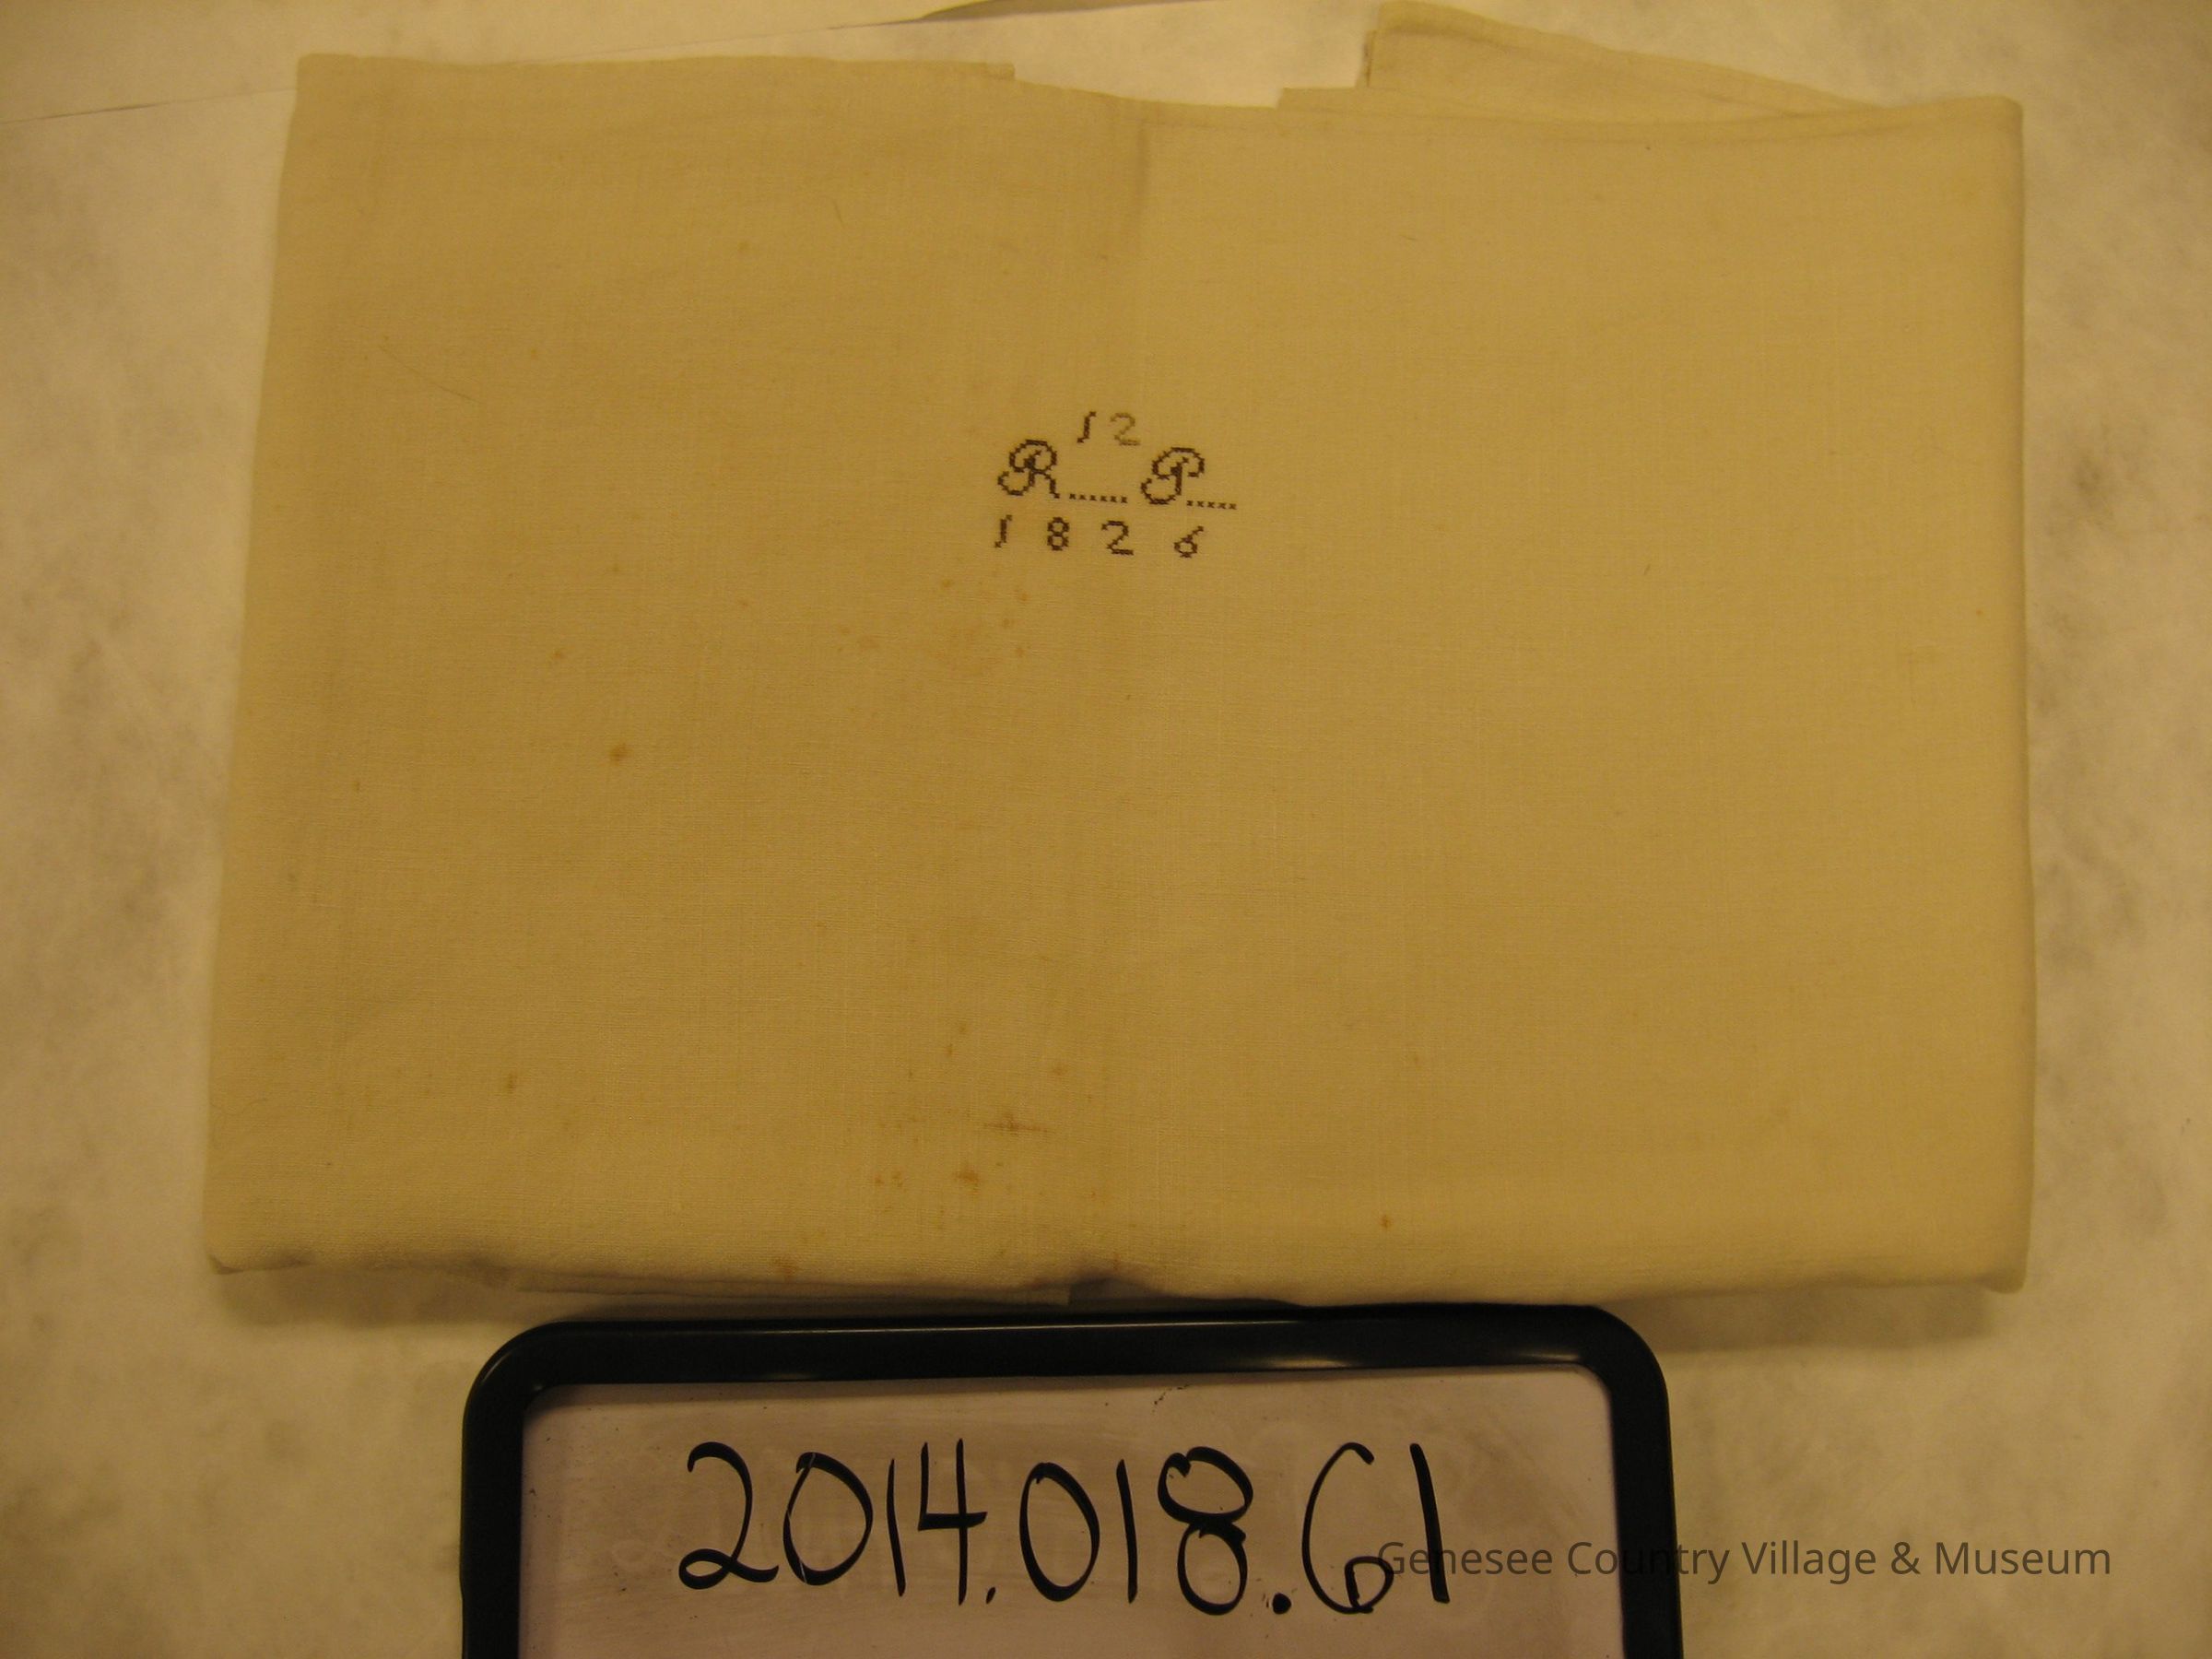 12
R...... P.....
1826
2014.018.61
Genesee Country Village & Museum